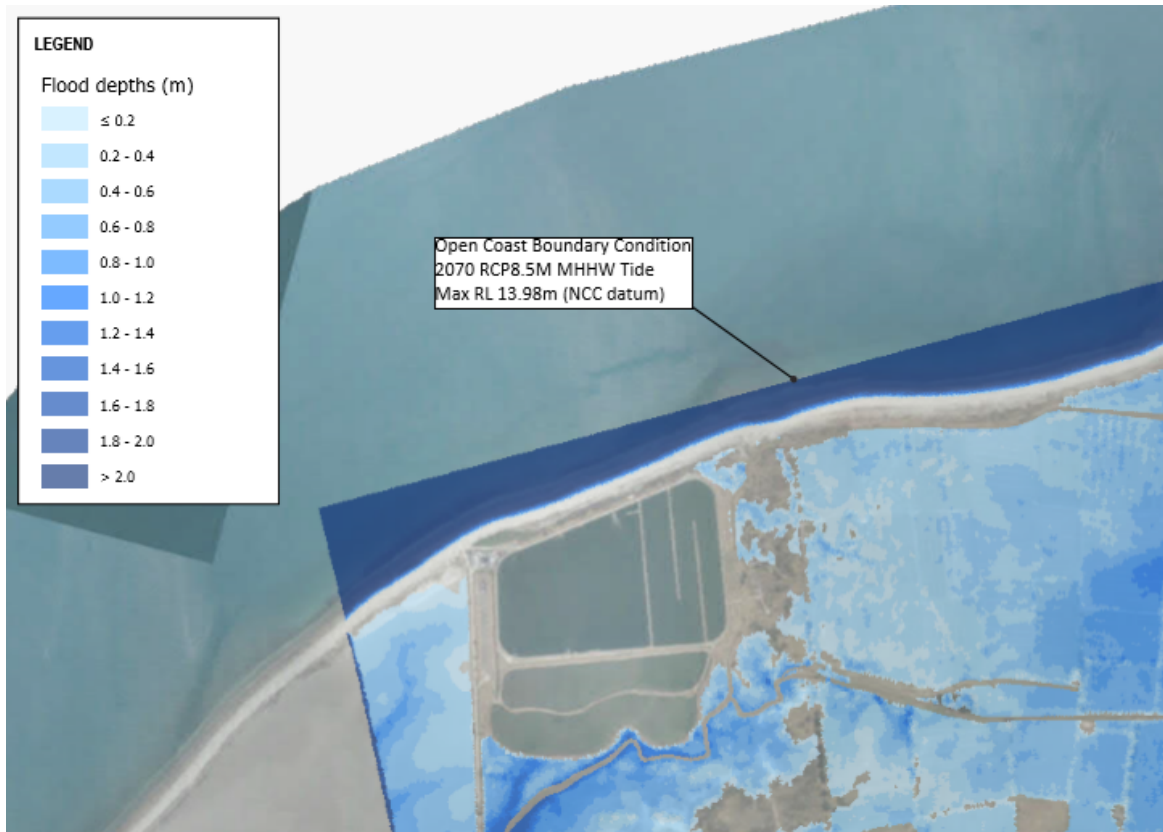 LEGEND
Flood depths (m)
≤ 0.2
0.2 - 0.4
0.4 - 0.6
0.6 - 0.8
0.8 - 1.0
1.0 - 1.2
1.2 - 1.4
1.4 - 1.6
1.6 - 1.8
1.8 - 2.0
> 2.0
Open Coast Boundary Condition
2070 RCP8.5M MHHW Tide
Max RL 13.98m (NCC datum)